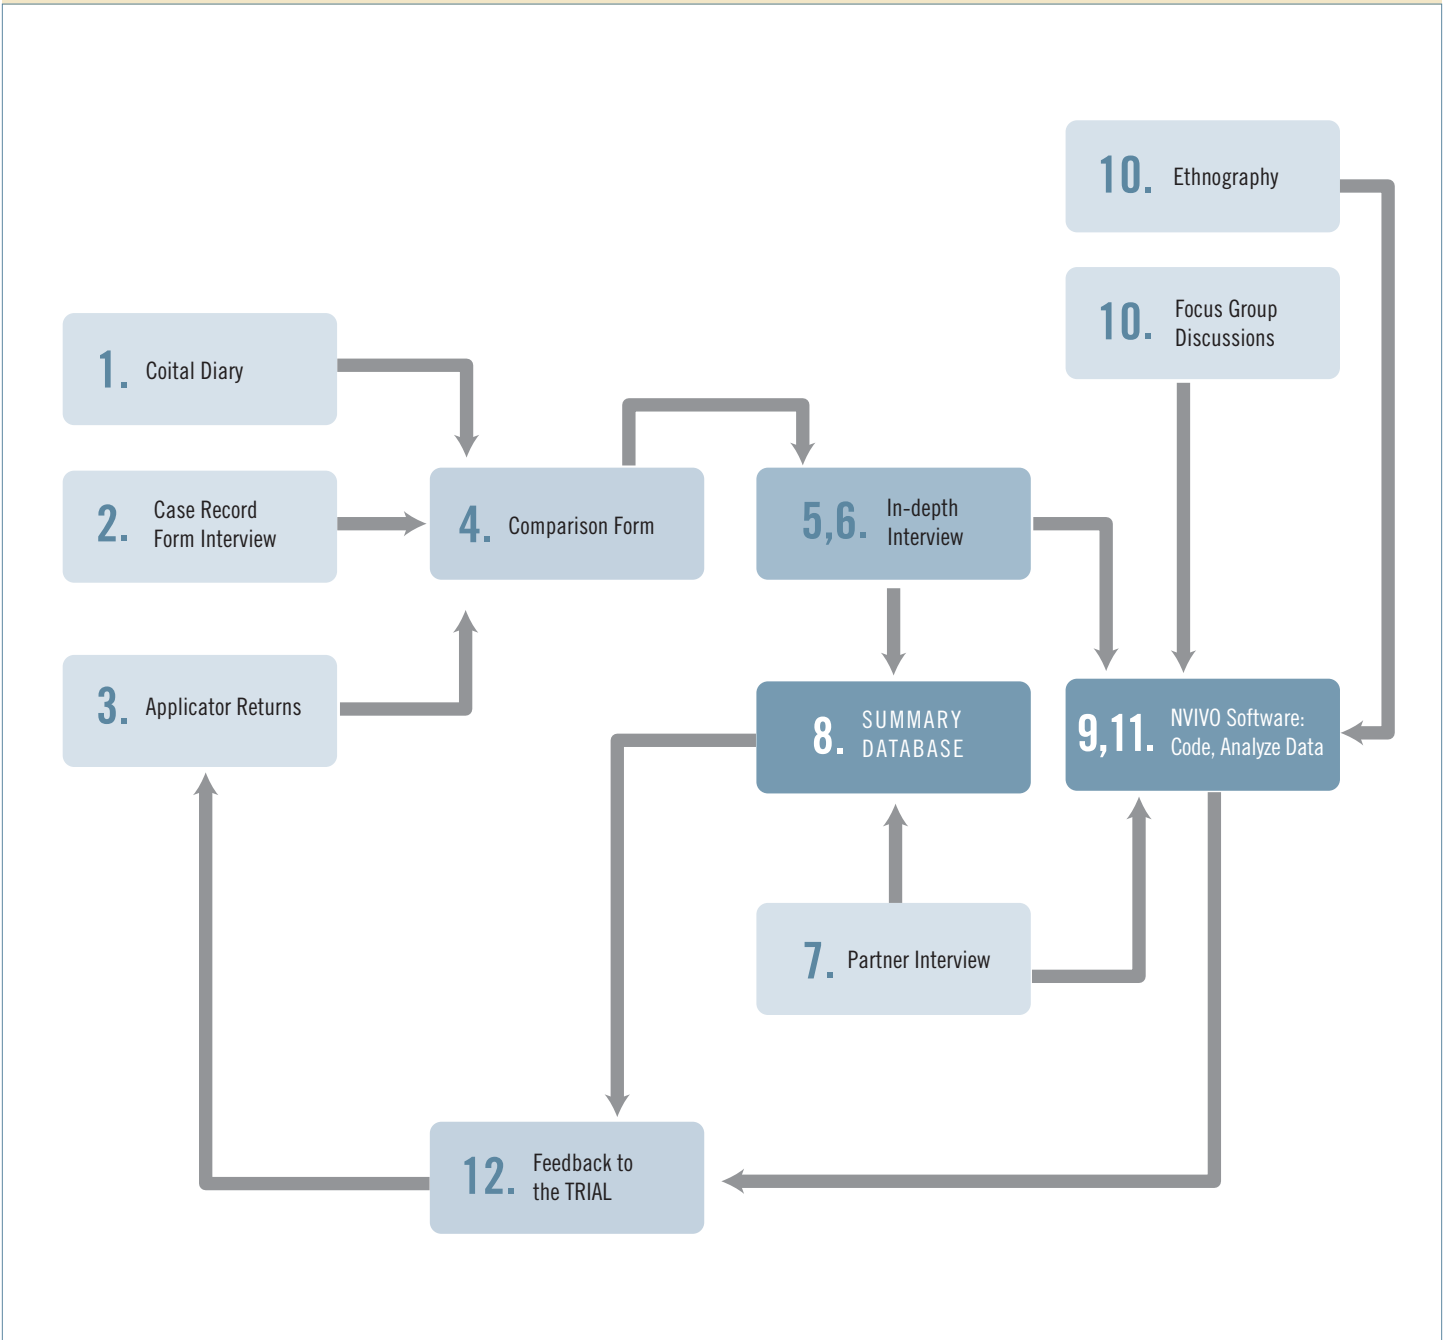 10. Ethnography
10. Focus Group
Discussions
1. Coital Diary
2. Case Record
Form Interview
4. Comparison Form
5,6. In-depth
Interview
3. Applicator Returns
8. SUMMARY
DATABASE
9,11. NVIVO Software:
Code, Analyze Data
7. Partner Interview
12. Feedback to
the TRIAL